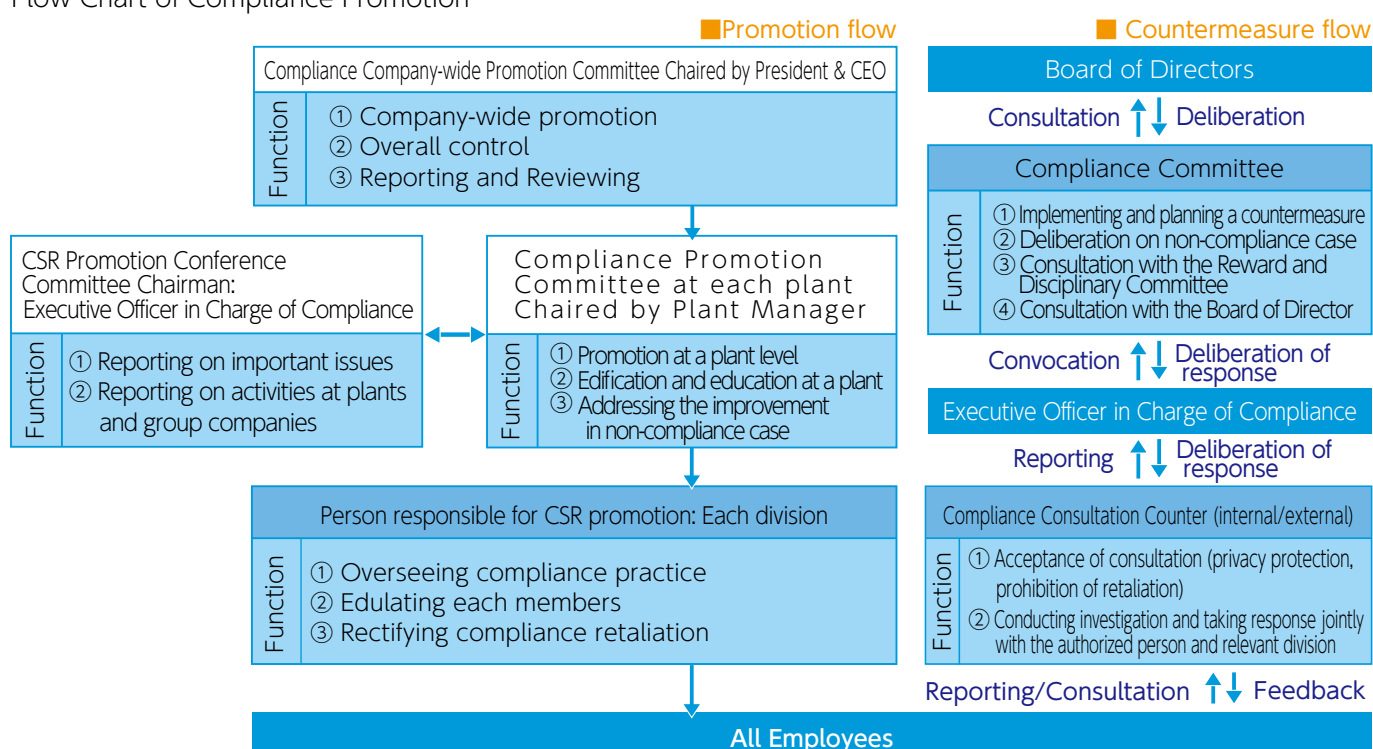 Flow Chart of Compliance Promotion
■Promotion flow
Compliance Company-wide Promotion Committee Chaired by President & CEO
Function
① Company-wide promotion
② Overall control
③ Reporting and Reviewing
CSR Promotion Conference
Committee Chairman:
Executive Officer in Charge of Compliance
Function
① Reporting on important issues
② Reporting on activities at plants
and group companies
Compliance Promotion
Committee at each plant
Chaired by Plant Manager
Function
① Promotion at a plant level
② Edification and education at a plant
③ Addressing the improvement
in non-compliance case
Person responsible for CSR promotion: Each division
Function
① Overseeing compliance practice
② Edulating each members
③ Rectifying compliance retaliation
■ Countermeasure flow
Board of Directors
Consultation
Deliberation
Compliance Committee
Function
① Implementing and planning a countermeasure
② Deliberation on non-compliance case
③ Consultation with the Reward and
Disciplinary Committee
④ Consultation with the Board of Director
Convocation
Deliberation of
response
Executive Officer in Charge of Compliance
Reporting
Deliberation of
response
Compliance Consultation Counter (internal/external)
Function
① Acceptance of consultation (privacy protection,
prohibition of retaliation)
② Conducting investigation and taking response jointly
with the authorized person and relevant division
Reporting/Consultation
Feedback
All Employees